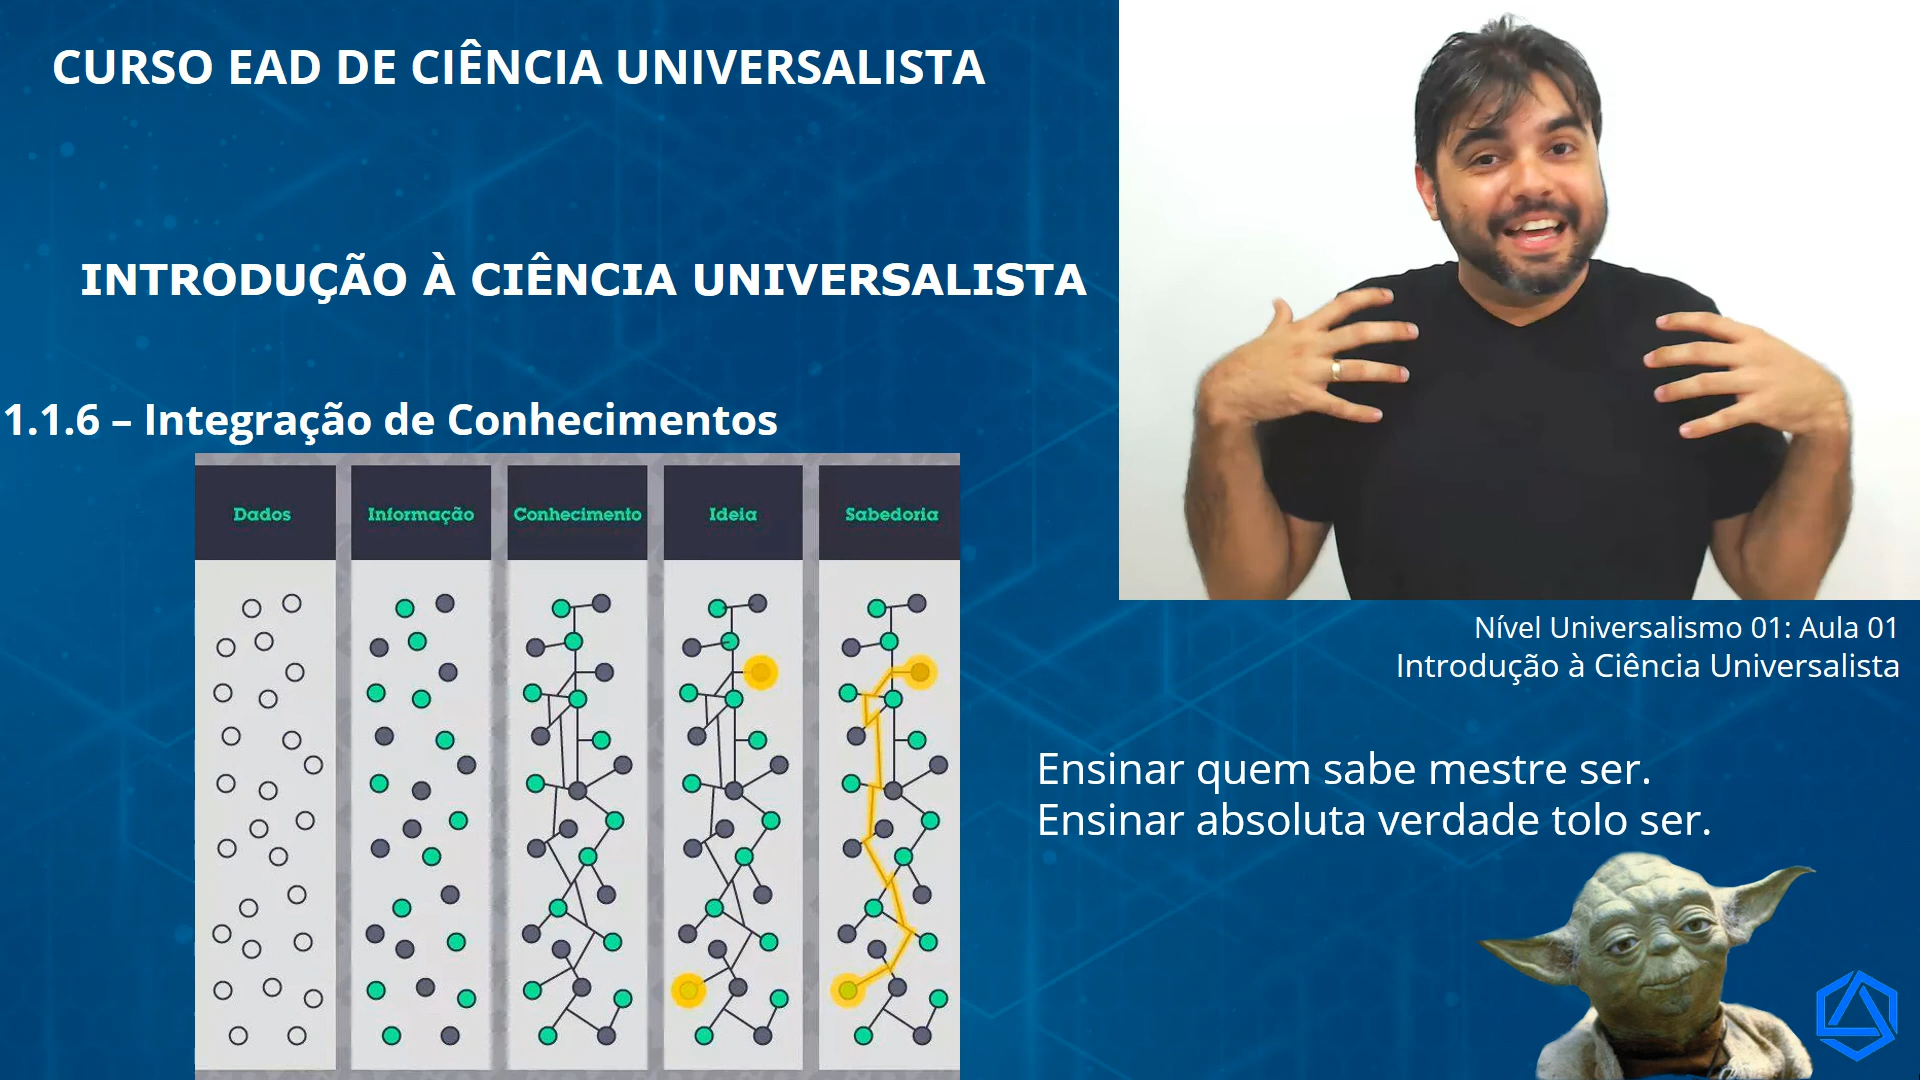 CURSO EAD DE CIÊNCIA UNIVERSALISTA
INTRODUÇÃO À CIÊNCIA UNIVERSALISTA
1.1.6 – Integração de Conhecimentos
Dados
Informação
Conhecimento
Ideia
Sabedoria
Nível Universalismo 01: Aula 01
Introdução à Ciência Universalista
Ensinar quem sabe mestre ser.
Ensinar absoluta verdade tolo ser.